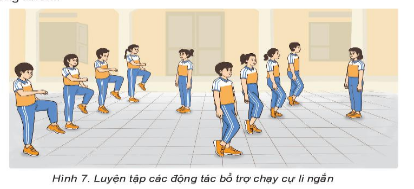 Hình 7. Luyện tập các động tác bổ trợ chạy cự li ngắn